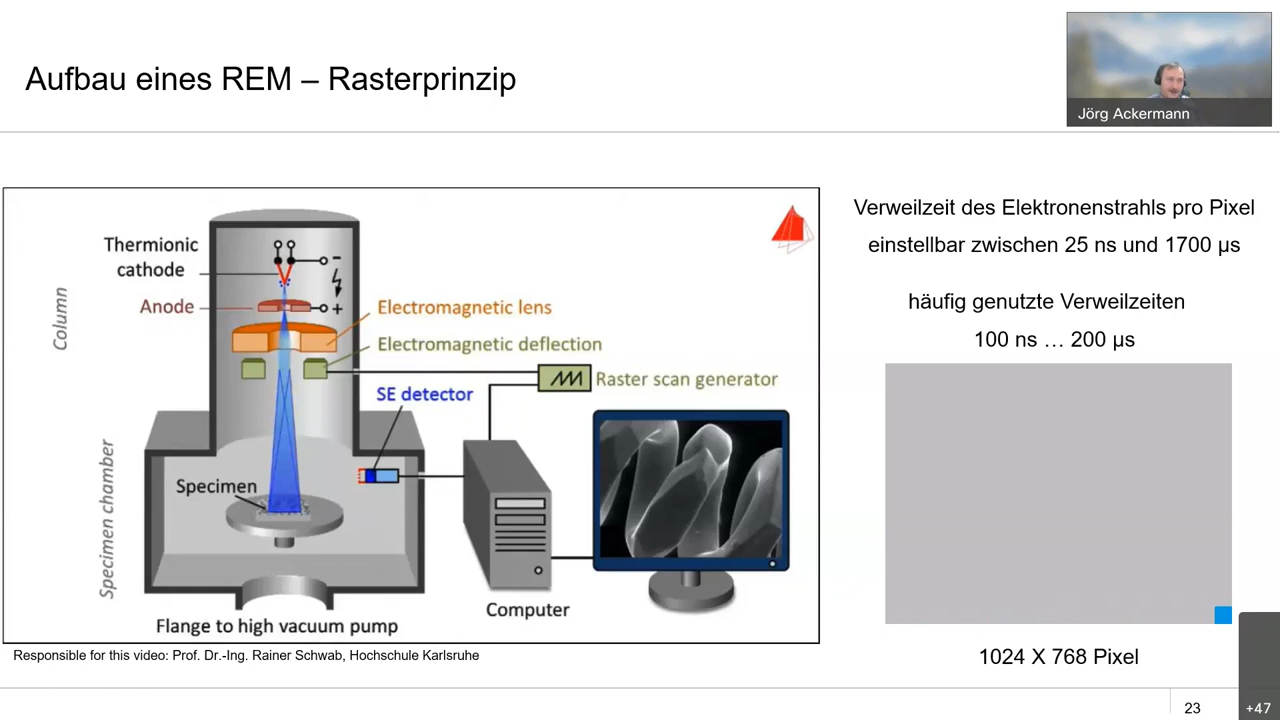 Aufbau eines REM – Rasterprinzip
Jörg Ackermann
Thermionic
cathode
–
Anode
+
Electromagnetic lens
Electromagnetic deflection
Raster scan generator
SE detector
Column
Specimen chamber
Specimen
Computer
Flange to high vacuum pump
Responsible for this video: Prof. Dr.-Ing. Rainer Schwab, Hochschule Karlsruhe
Verweilzeit des Elektronenstrahls pro Pixel
einstellbar zwischen 25 ns und 1700 µs
häufig genutzte Verweilzeiten
100 ns … 200 µs
1024 X 768 Pixel
23
+47